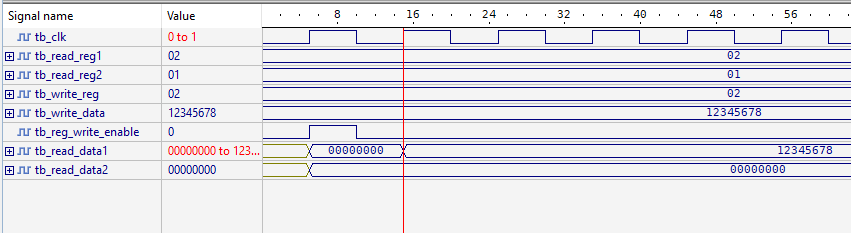 Signal name Value 8 16 24 32 40 48 56
tb_clk 0 to 1
tb_read_reg1 02 02
tb_read_reg2 01 01
tb_write_reg 02 02
tb_write_data 12345678 12345678
tb_reg_write_enable 0
tb_read_data1 00000000 to 123... 00000000 12345678
tb_read_data2 00000000 00000000